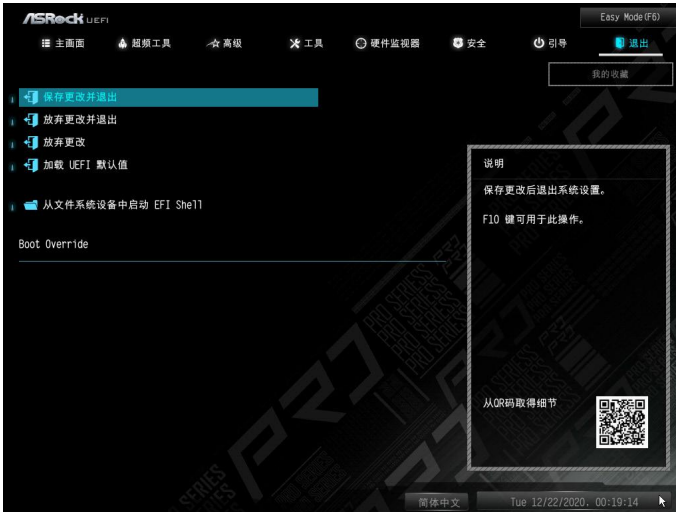 ASRock UEFI
Easy Mode(F6)
主画面 超频工具 高级 工具 硬件监视器 安全 引导 退出
我的收藏
保存更改并退出
放弃更改并退出
放弃更改
加载 UEFI 默认值
从文件系统设备中启动 EFI Shell
Boot Override
说明
保存更改后退出系统设置。
F10 键可用于此操作。
从QR码取得细节
简体中文
Tue 12/22/2020. 00:19:14
PRO SERIES